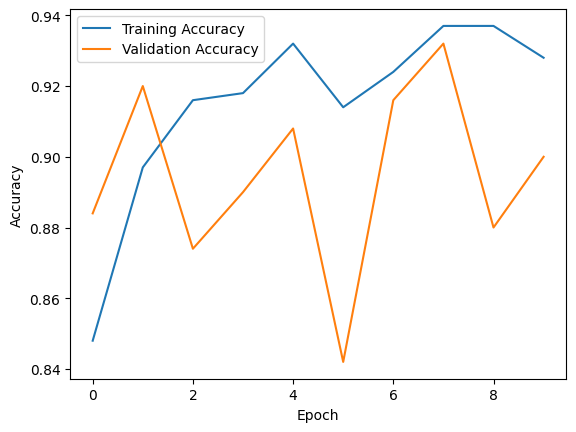 Training Accuracy
Validation Accuracy
0.94
0.92
0.90
0.88
0.86
0.84
Accuracy
0 2 4 6 8
Epoch